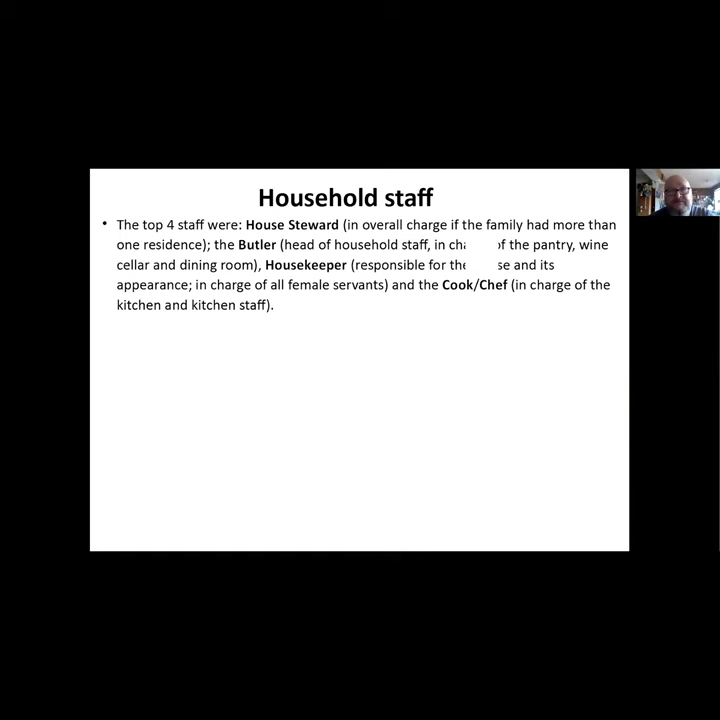 Household staff
• The top 4 staff were: House Steward (in overall charge if the family had more than
one residence); the Butler (head of household staff, in of the pantry, wine
cellar and dining room), Housekeeper (responsible for the and its
appearance; in charge of all female servants) and the Cook/Chef (in charge of the
kitchen and kitchen staff).